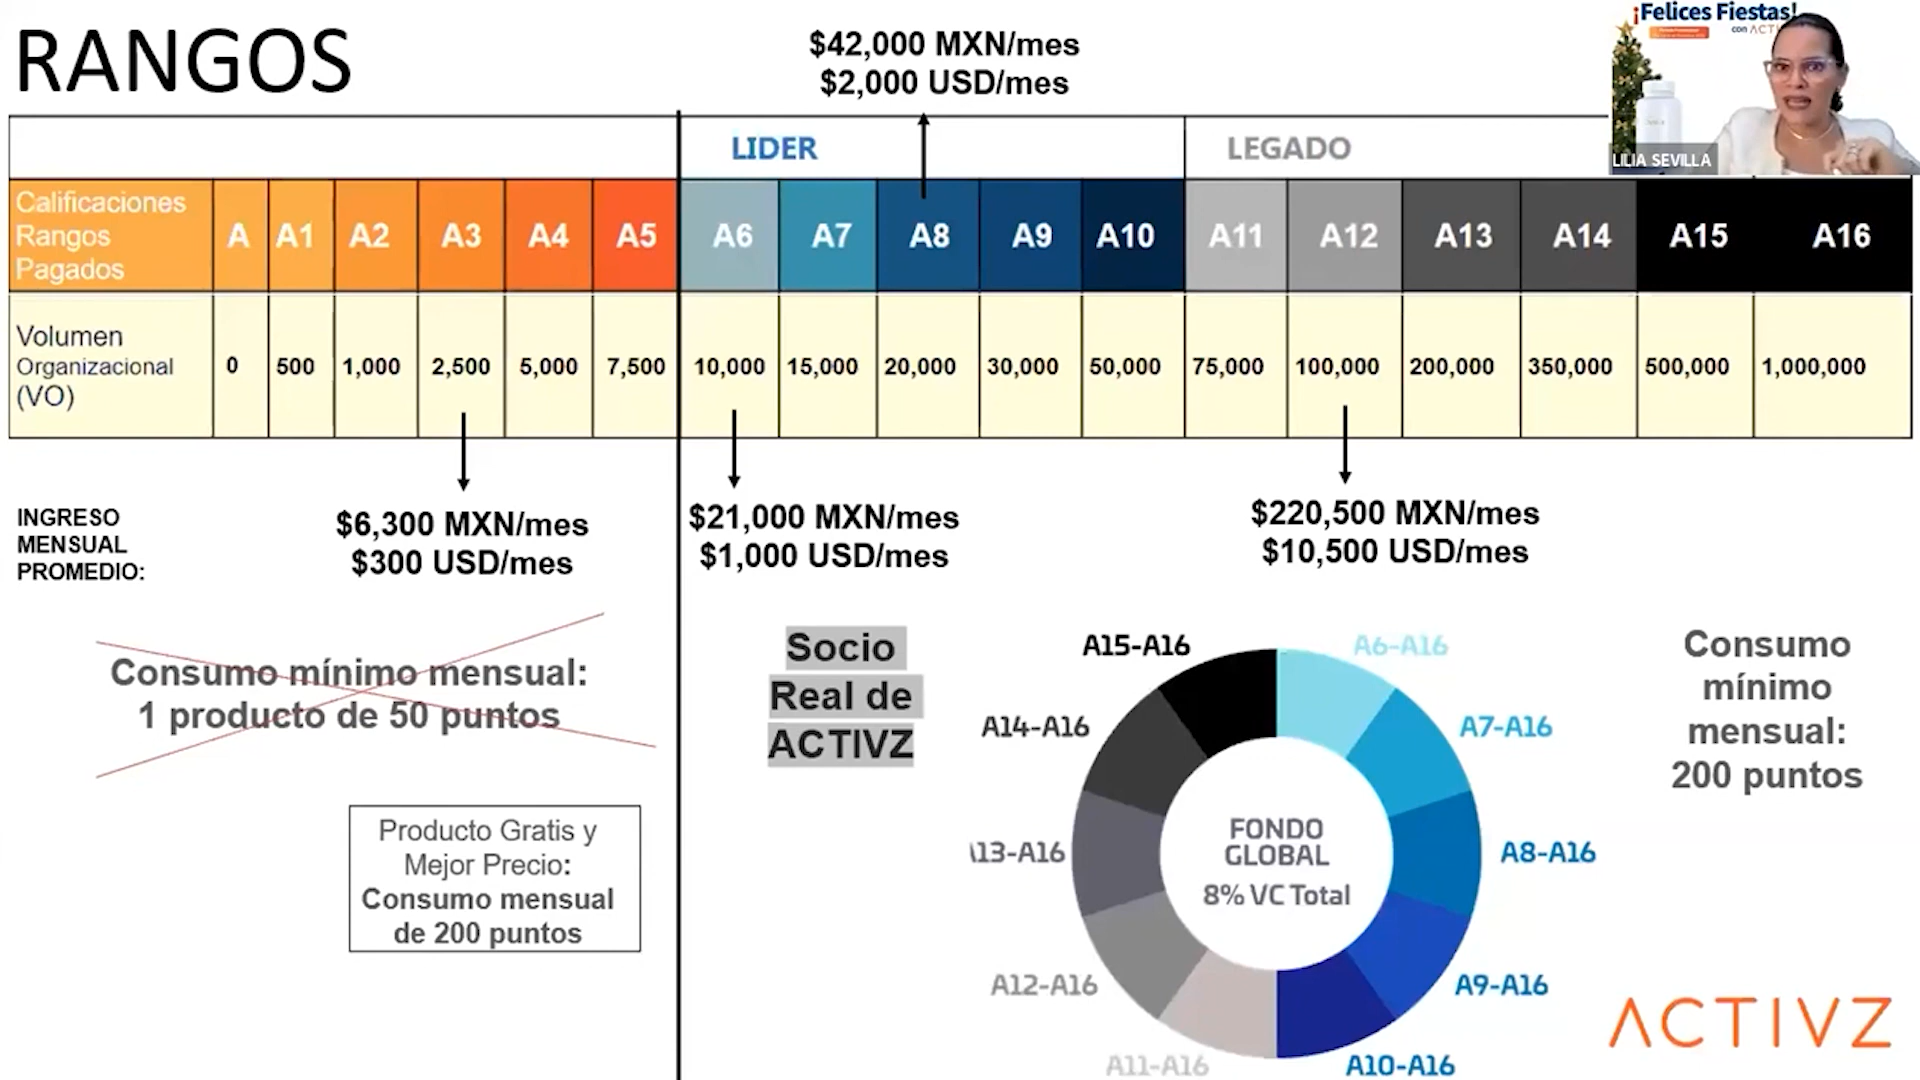 RANGOS
$42,000 MXN/mes
$2,000 USD/mes
¡Felices Fiestas!
con ACTIVZ
LILIA SEVILLA
LIDER
LEGADO
Calificaciones
Rangos
Pagados
A A1 A2 A3 A4 A5 A6 A7 A8 A9 A10 A11 A12 A13 A14 A15 A16
Volumen
Organizacional
(VO)
0 500 1,000 2,500 5,000 7,500 10,000 15,000 20,000 30,000 50,000 75,000 100,000 200,000 350,000 500,000 1,000,000
INGRESO
MENSUAL
PROMEDIO:
$6,300 MXN/mes
$300 USD/mes
$21,000 MXN/mes
$1,000 USD/mes
$220,500 MXN/mes
$10,500 USD/mes
Consumo mínimo mensual:
1 producto de 50 puntos
Producto Gratis y
Mejor Precio:
Consumo mensual
de 200 puntos
Socio
Real de
ACTIVZ
A15-A16
A6-A16
A14-A16
A7-A16
A13-A16
A8-A16
A12-A16
A9-A16
A11-A16
A10-A16
FONDO
GLOBAL
8% VC Total
Consumo
mínimo
mensual:
200 puntos
ACTIVZ